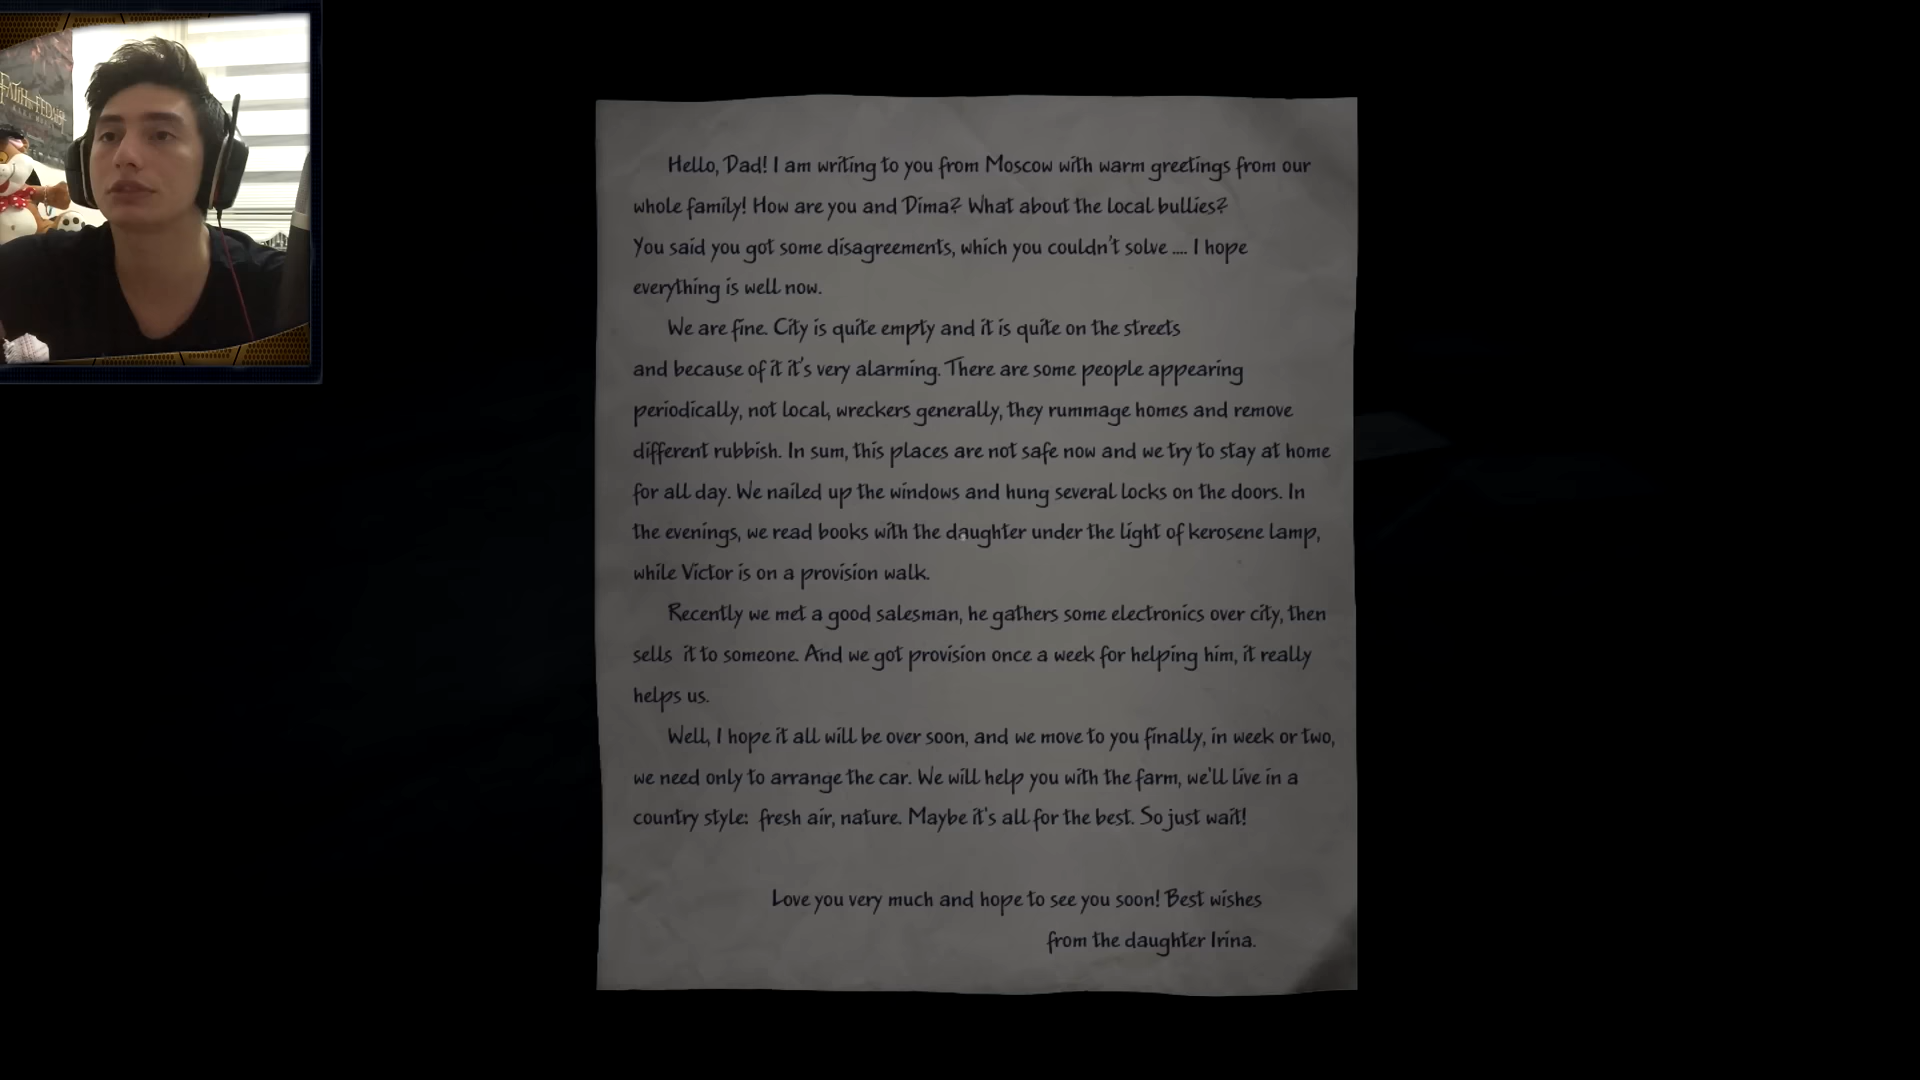 FATIH'IN FEDAISI
Hello, Dad! I am writing to you from Moscow with warm greetings from our
whole family! How are you and Dima? What about the local bullies?
You said you got some disagreements, which you couldn't solve .... I hope
everything is well now.
We are fine. City is quite empty and it is quite on the streets
and because of it it's very alarming. There are some people appearing
periodically, not local, wreckers generally, they rummage homes and remove
different rubbish. In sum, this places are not safe now and we try to stay at home
for all day. We nailed up the windows and hung several locks on the doors. In
the evenings, we read books with the daughter under the light of kerosene lamp,
while Victor is on a provision walk.
Recently we met a good salesman, he gathers some electronics over city, then
sells it to someone. And we got provision once a week for helping him, it really
helps us.
Well, I hope it all will be over soon, and we move to you finally, in week or two,
we need only to arrange the car. We will help you with the farm, we'll live in a
country style: fresh air, nature. Maybe it's all for the best. So just wait!
Love you very much and hope to see you soon! Best wishes
from the daughter Irina.